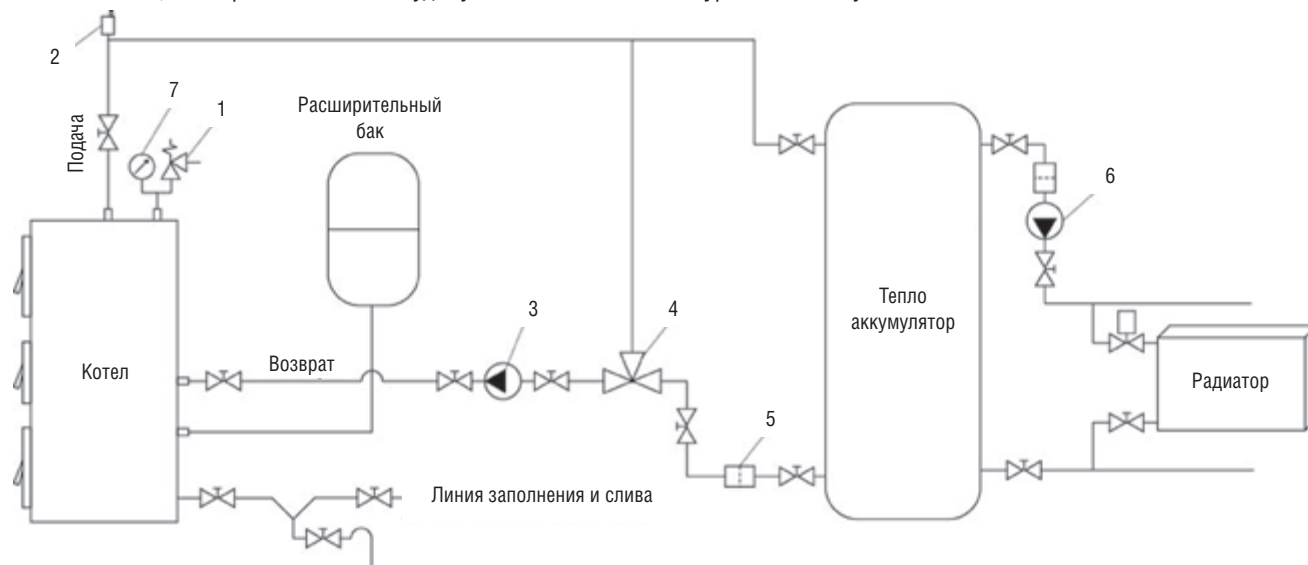 2
7
1
Подача
Расширительный
бак
6
Тепло
аккумулятор
3
4
Котел
Возврат
Радиатор
5
Линия заполнения и слива